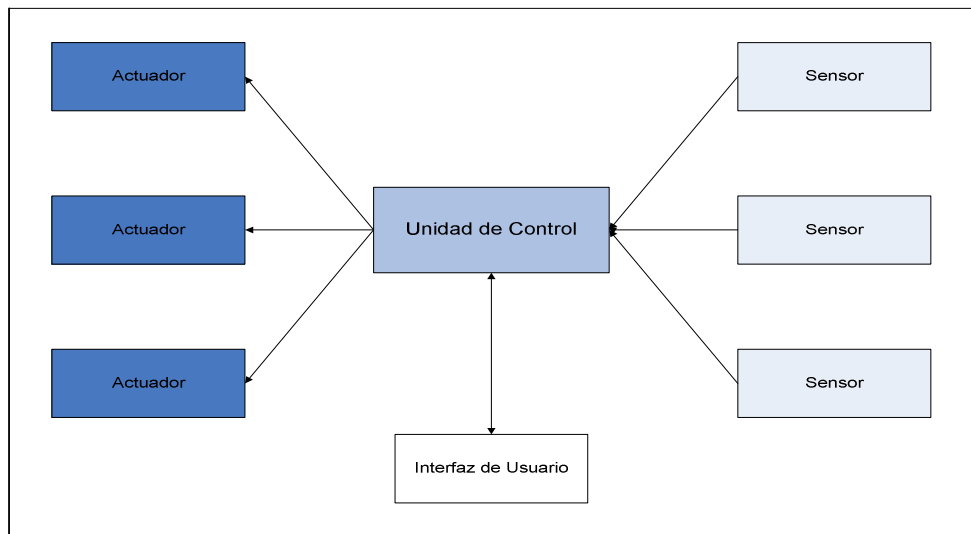 Actuador
Sensor
Actuador
Unidad de Control
Sensor
Actuador
Sensor
Interfaz de Usuario